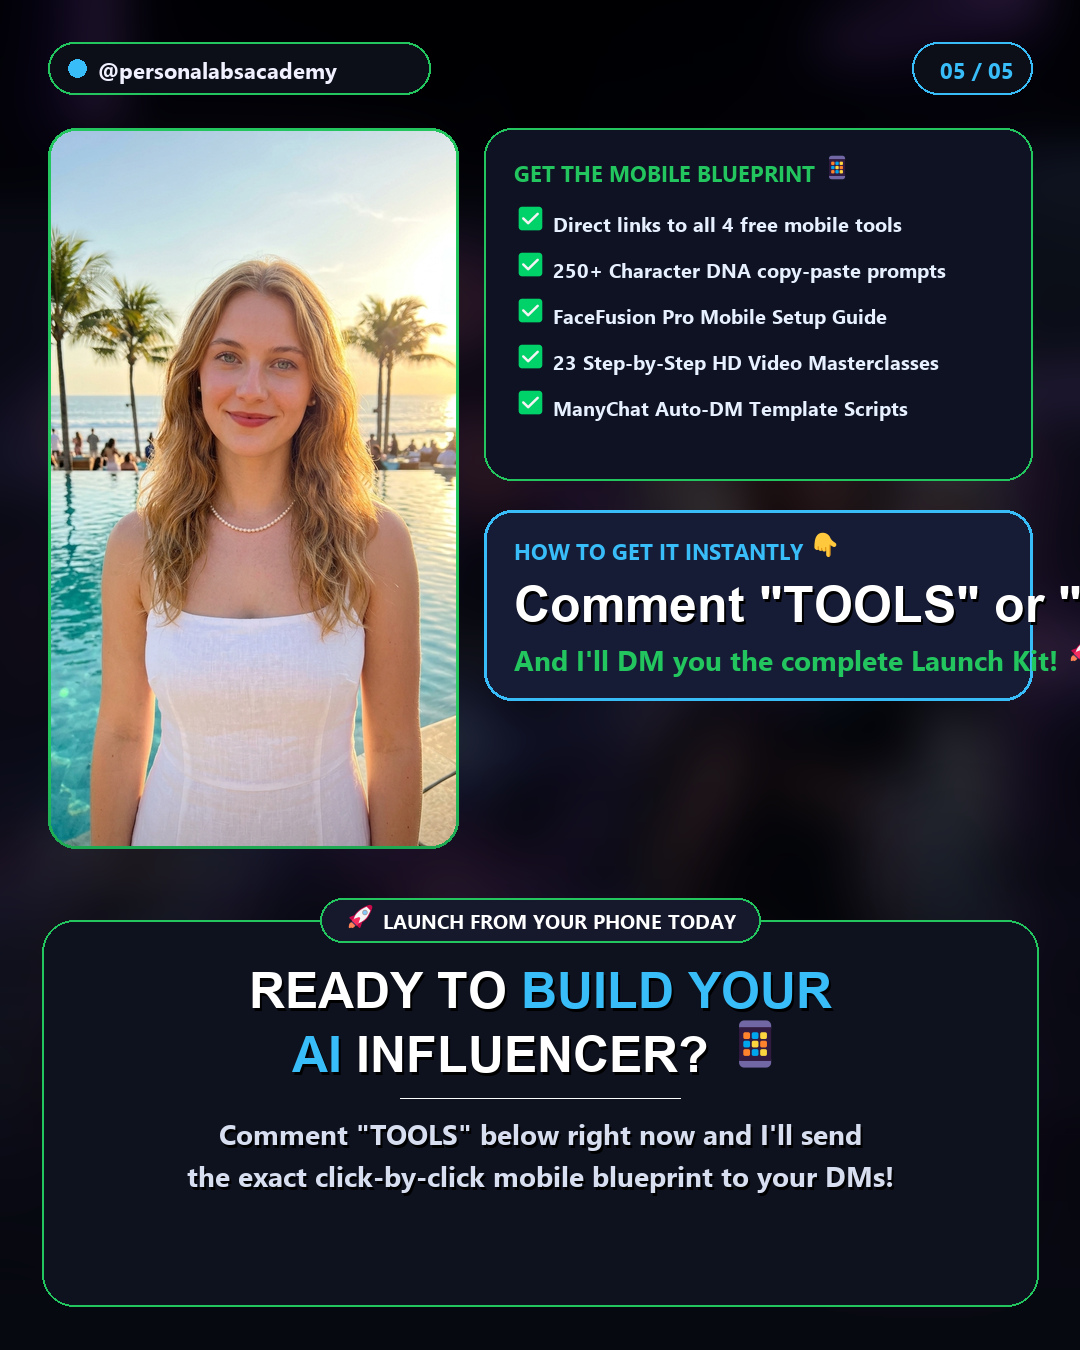 @personalabsacademy
05 / 05
GET THE MOBILE BLUEPRINT
Direct links to all 4 free mobile tools
250+ Character DNA copy-paste prompts
FaceFusion Pro Mobile Setup Guide
23 Step-by-Step HD Video Masterclasses
ManyChat Auto-DM Template Scripts
HOW TO GET IT INSTANTLY
Comment "TOOLS" or "
And I'll DM you the complete Launch Kit!
LAUNCH FROM YOUR PHONE TODAY
READY TO BUILD YOUR
AI INFLUENCER?
Comment "TOOLS" below right now and I'll send
the exact click-by-click mobile blueprint to your DMs!